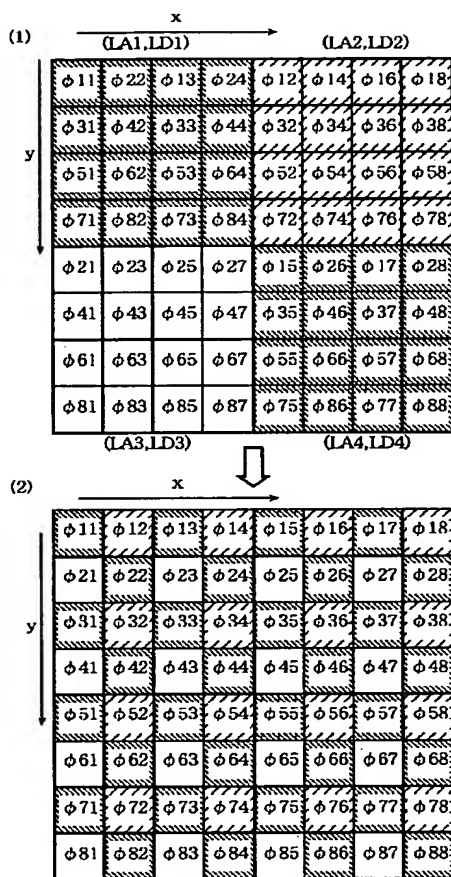 x
(1) (LA1,LD1) (LA2,LD2)
y
φ11 φ22 φ13 φ24 φ12 φ14 φ16 φ18
φ31 φ42 φ33 φ44 φ32 φ34 φ36 φ38
φ51 φ62 φ53 φ64 φ52 φ54 φ56 φ58
φ71 φ82 φ73 φ84 φ72 φ74 φ76 φ78
φ21 φ23 φ25 φ27 φ15 φ26 φ17 φ28
φ41 φ43 φ45 φ47 φ35 φ46 φ37 φ48
φ61 φ63 φ65 φ67 φ55 φ66 φ57 φ68
φ81 φ83 φ85 φ87 φ75 φ86 φ77 φ88
(LA3,LD3) (LA4,LD4)
(2) x
y
φ11 φ12 φ13 φ14 φ15 φ16 φ17 φ18
φ21 φ22 φ23 φ24 φ25 φ26 φ27 φ28
φ31 φ32 φ33 φ34 φ35 φ36 φ37 φ38
φ41 φ42 φ43 φ44 φ45 φ46 φ47 φ48
φ51 φ52 φ53 φ54 φ55 φ56 φ57 φ58
φ61 φ62 φ63 φ64 φ65 φ66 φ67 φ68
φ71 φ72 φ73 φ74 φ75 φ76 φ77 φ78
φ81 φ82 φ83 φ84 φ85 φ86 φ87 φ88